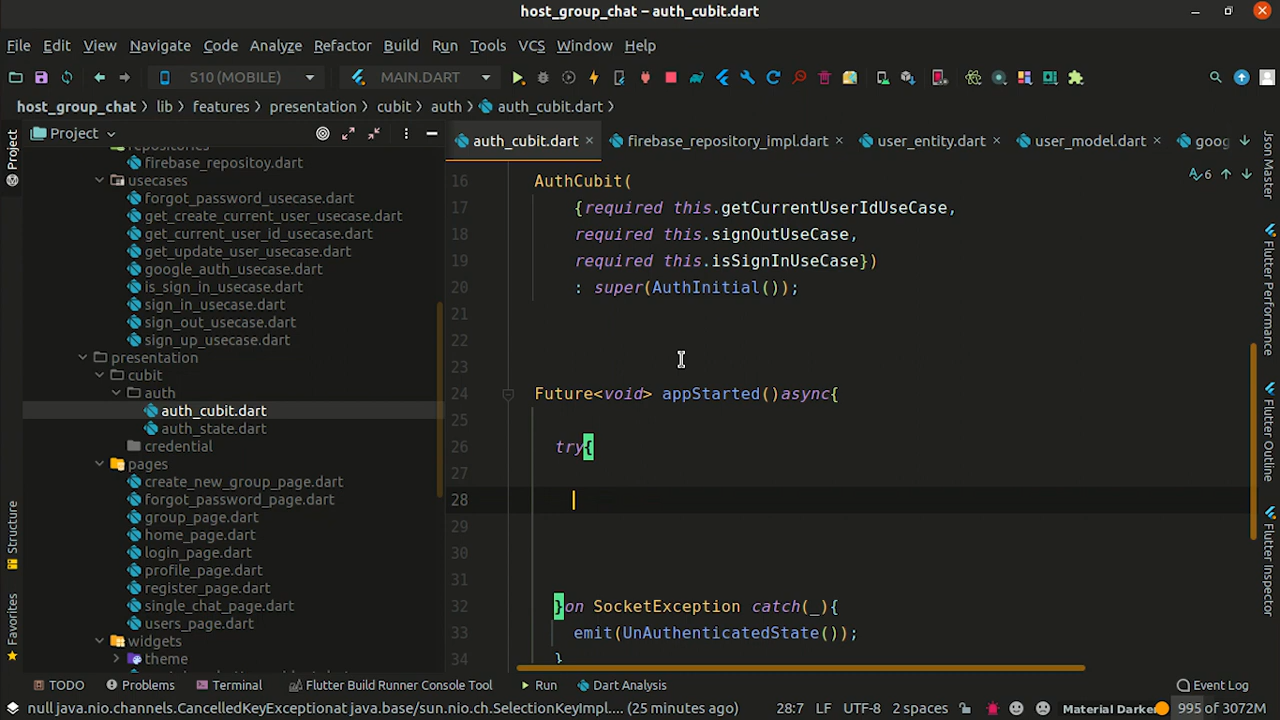 host_group_chat – auth_cubit.dart
File Edit View Navigate Code Analyze Refactor Build Run Tools VCS Window Help
S10 (MOBILE) MAIN.DART
host_group_chat lib features presentation cubit auth auth_cubit.dart
Project
auth_cubit.dart firebase_repository_impl.dart user_entity.dart user_model.dart goog
repositories
firebase_repositoy.dart
usecases
forgot_password_usecase.dart
get_create_current_user_usecase.dart
get_current_user_id_usecase.dart
get_update_user_usecase.dart
google_auth_usecase.dart
is_sign_in_usecase.dart
sign_in_usecase.dart
sign_out_usecase.dart
sign_up_usecase.dart
presentation
cubit
auth
auth_cubit.dart
auth_state.dart
credential
pages
create_new_group_page.dart
forgot_password_page.dart
group_page.dart
home_page.dart
login_page.dart
profile_page.dart
register_page.dart
single_chat_page.dart
users_page.dart
widgets
theme
6
16 AuthCubit(
17 {required this.getCurrentUserIdUseCase,
18 required this.signOutUseCase,
19 required this.isSignInUseCase})
20 : super(AuthInitial());
21
22
23
24 Future<void> appStarted()async{
25
26 try{
27
28
29
30
31
32 }on SocketException catch(_){
33 emit(UnAuthenticatedState());
34 }
Project
Structure
Favorites
Json Master
Flutter Performance
Flutter Outline
Flutter Inspector
TODO Problems Terminal Flutter Build Runner Console Tool Run Dart Analysis Event Log
null java.nio.channels.CancelledKeyExceptionat java.base/sun.nio.ch.SelectionKeyImpl.... (25 minutes ago) 28:7 LF UTF-8 2 spaces Material Darker 995 of 3072M